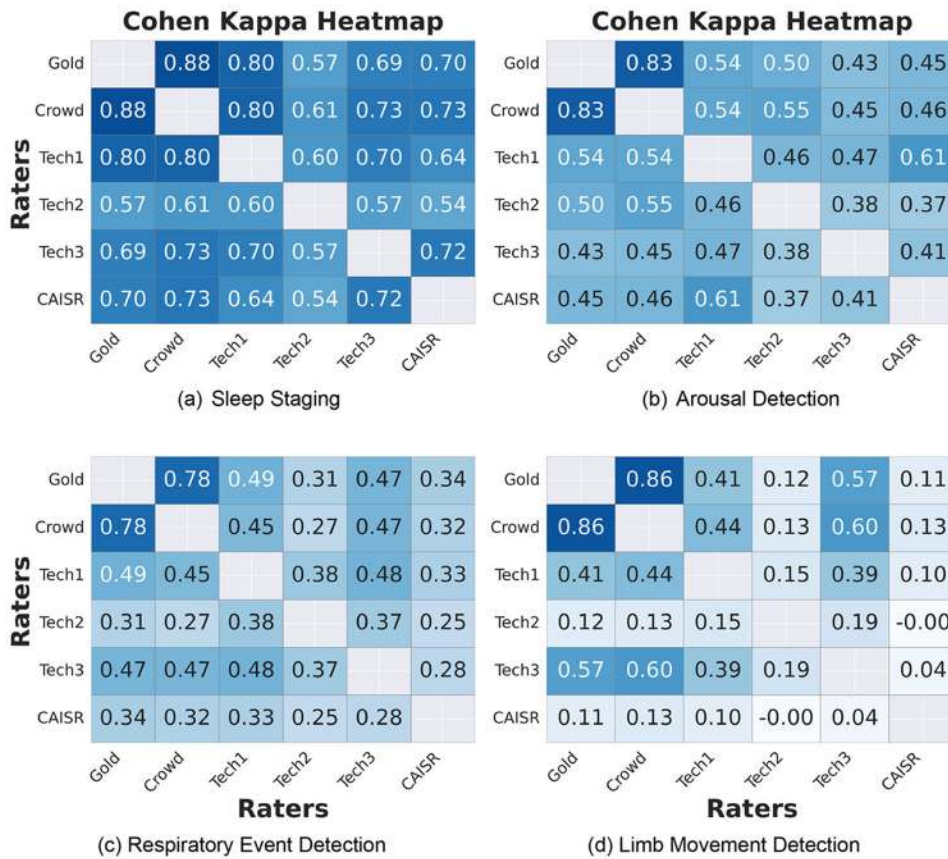 Cohen Kappa Heatmap
Gold 0.88 0.80 0.57 0.69 0.70
Crowd 0.88 0.80 0.61 0.73 0.73
Tech1 0.80 0.80 0.60 0.70 0.64
Tech2 0.57 0.61 0.60 0.57 0.54
Tech3 0.69 0.73 0.70 0.57 0.72
CAISR 0.70 0.73 0.64 0.54 0.72
Raters
Gold Crowd Tech1 Tech2 Tech3 CAISR
(a) Sleep Staging
Cohen Kappa Heatmap
Gold 0.83 0.54 0.50 0.43 0.45
Crowd 0.83 0.54 0.55 0.45 0.46
Tech1 0.54 0.54 0.46 0.47 0.61
Tech2 0.50 0.55 0.46 0.38 0.37
Tech3 0.43 0.45 0.47 0.38 0.41
CAISR 0.45 0.46 0.61 0.37 0.41
Gold Crowd Tech1 Tech2 Tech3 CAISR
(b) Arousal Detection
Gold 0.78 0.49 0.31 0.47 0.34
Crowd 0.78 0.45 0.27 0.47 0.32
Tech1 0.49 0.45 0.38 0.48 0.33
Tech2 0.31 0.27 0.38 0.37 0.25
Tech3 0.47 0.47 0.48 0.37 0.28
CAISR 0.34 0.32 0.33 0.25 0.28
Raters
Gold Crowd Tech1 Tech2 Tech3 CAISR
Raters
(c) Respiratory Event Detection
Gold 0.86 0.41 0.12 0.57 0.11
Crowd 0.86 0.44 0.13 0.60 0.13
Tech1 0.41 0.44 0.15 0.39 0.10
Tech2 0.12 0.13 0.15 0.19 -0.00
Tech3 0.57 0.60 0.39 0.19 0.04
CAISR 0.11 0.13 0.10 -0.00 0.04
Gold Crowd Tech1 Tech2 Tech3 CAISR
Raters
(d) Limb Movement Detection